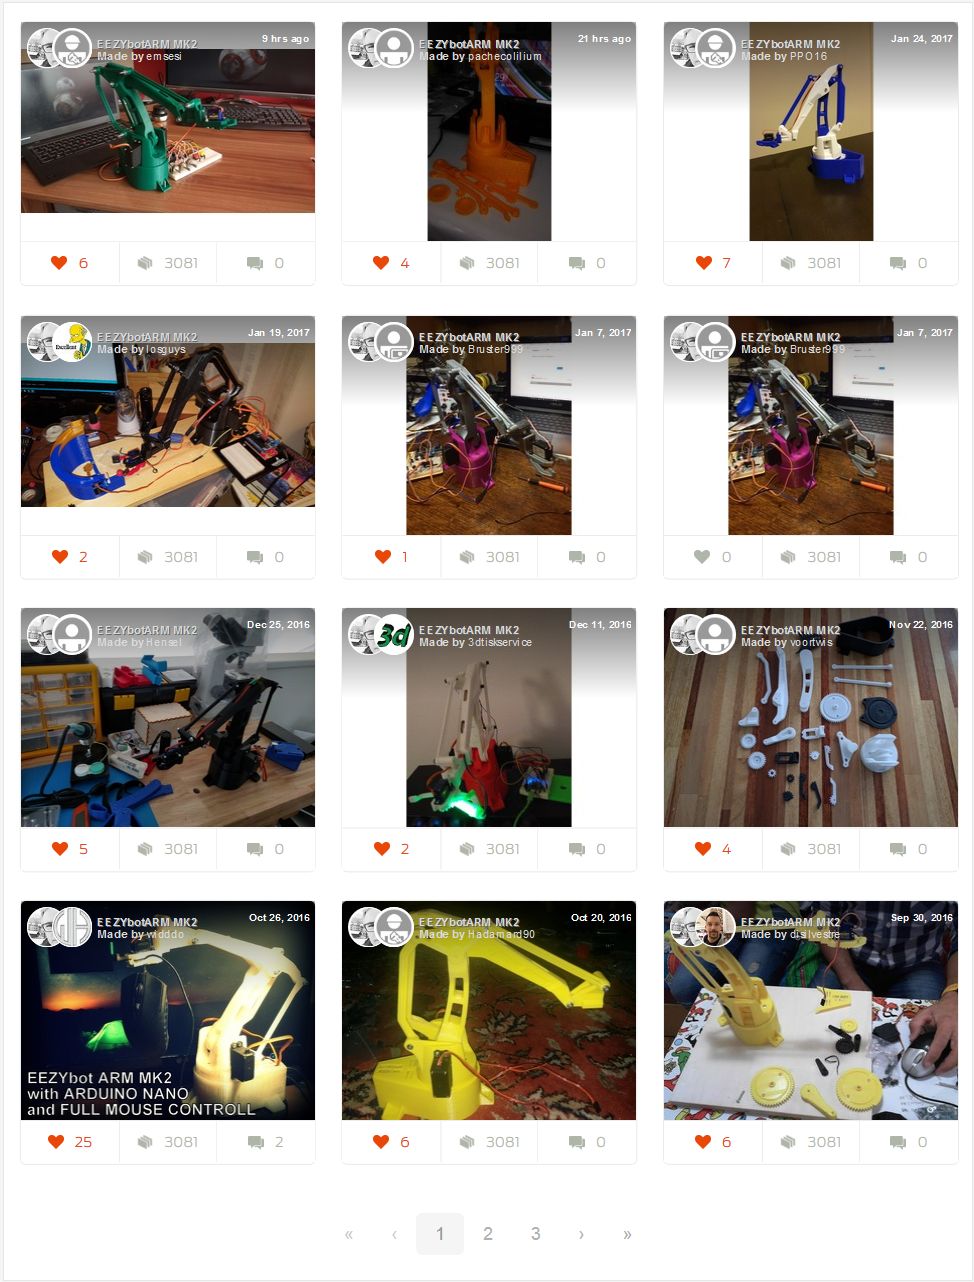 EEZYbotARM MK2
9 hrs ago
Made by emsesi
6 3081 0
EEZYbotARM MK2
21 hrs ago
Made by pachecolilium
4 3081 0
EEZYbotARM MK2
Jan 24, 2017
Made by PPO16
7 3081 0
EEZYbotARM MK2
Jan 19, 2017
Excellent
Made by losguys
2 3081 0
EEZYbotARM MK2
Jan 7, 2017
Made by Bruster999
1 3081 0
EEZYbotARM MK2
Jan 7, 2017
Made by Bruster999
0 3081 0
EEZYbotARM MK2
Dec 25, 2016
Made by Hensel
5 3081 0
3d
EEZYbotARM MK2
Dec 11, 2016
Made by 3dtiskservice
2 3081 0
EEZYbotARM MK2
Nov 22, 2016
Made by voortwis
4 3081 0
EEZYbotARM MK2
Oct 26, 2016
Made by widddo
EEZYbot ARM MK2
with ARDUINO NANO
and FULL MOUSE CONTROLL
25 3081 2
EEZYbotARM MK2
Oct 20, 2016
Made by Hadamard90
6 3081 0
EEZYbotARM MK2
Sep 30, 2016
Made by disilvestre
6 3081 0
« ‹ 1 2 3 › »